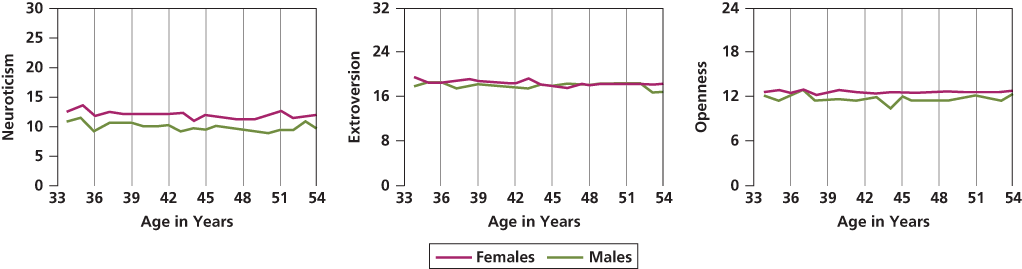 Neuroticism
30
25
20
15
10
5
0
33 36 39 42 45 48 51 54
Age in Years
Extroversion
32
24
16
8
0
33 36 39 42 45 48 51 54
Age in Years
Openness
24
18
12
6
0
33 36 39 42 45 48 51 54
Age in Years
Females Males